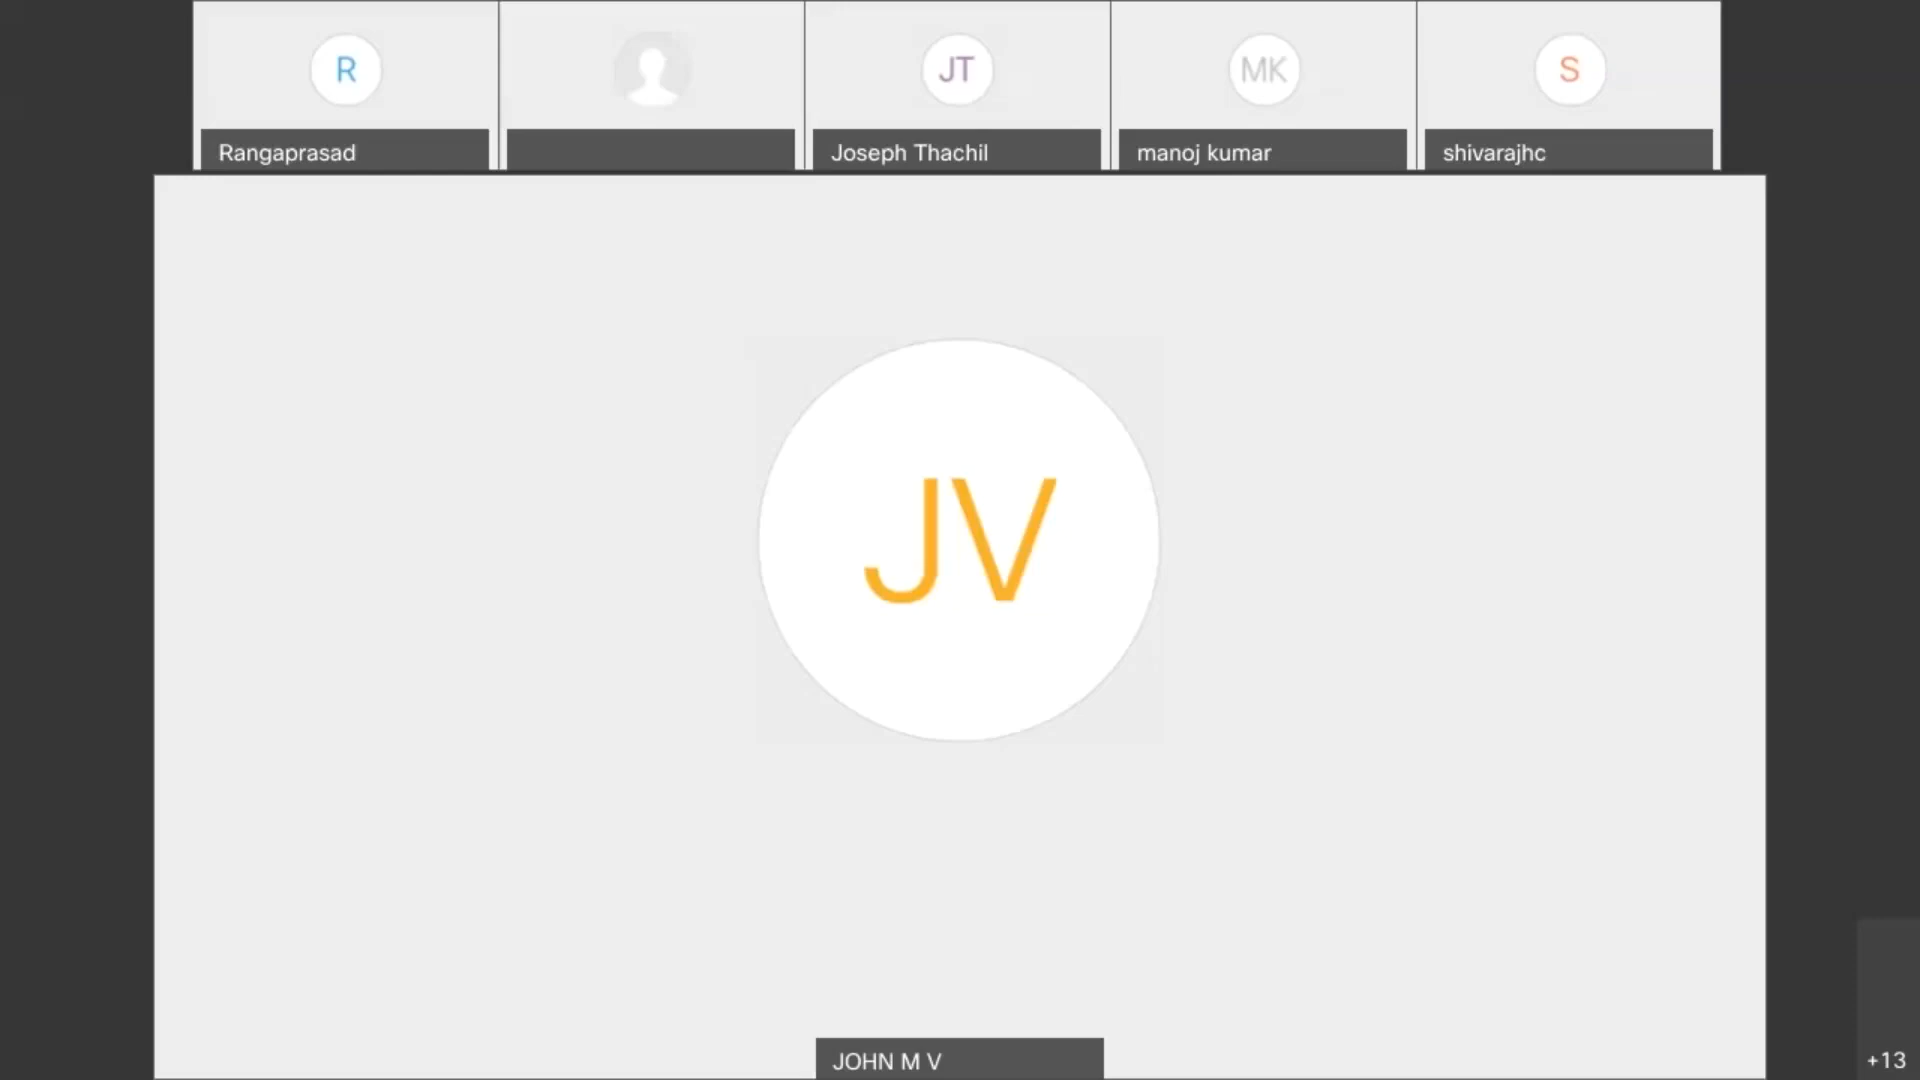 R
JT
MK
S
Rangaprasad
Joseph Thachil
manoj kumar
shivarajhc
JV
JOHN M V
+13